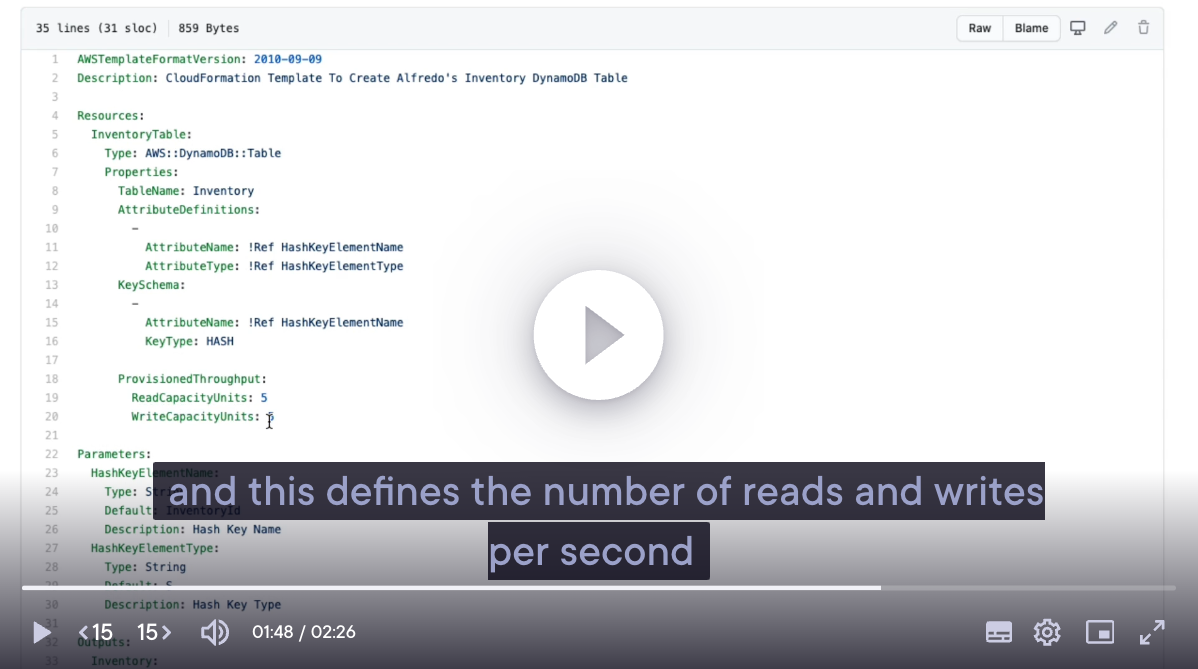 35 lines (31 sloc) 859 Bytes Raw Blame
1 AWSTemplateFormatVersion: 2010-09-09
2 Description: CloudFormation Template To Create Alfredo's Inventory DynamoDB Table
3
4 Resources:
5 InventoryTable:
6 Type: AWS::DynamoDB::Table
7 Properties:
8 TableName: Inventory
9 AttributeDefinitions:
10 -
11 AttributeName: !Ref HashKeyElementName
12 AttributeType: !Ref HashKeyElementType
13 KeySchema:
14 -
15 AttributeName: !Ref HashKeyElementName
16 KeyType: HASH
17
18 ProvisionedThroughput:
19 ReadCapacityUnits: 5
20 WriteCapacityUnits: 5
21
22 Parameters:
23 HashKeyElementName:
24 Type:
25 Default: InventoryId
26 Description: Hash Key Name
27 HashKeyElementType:
28 Type: String
29 Default: S
30 Description: Hash Key Type
31
32 Outputs:
33 Inventory:
and this defines the number of reads and writes
per second
15 15 01:48 / 02:26